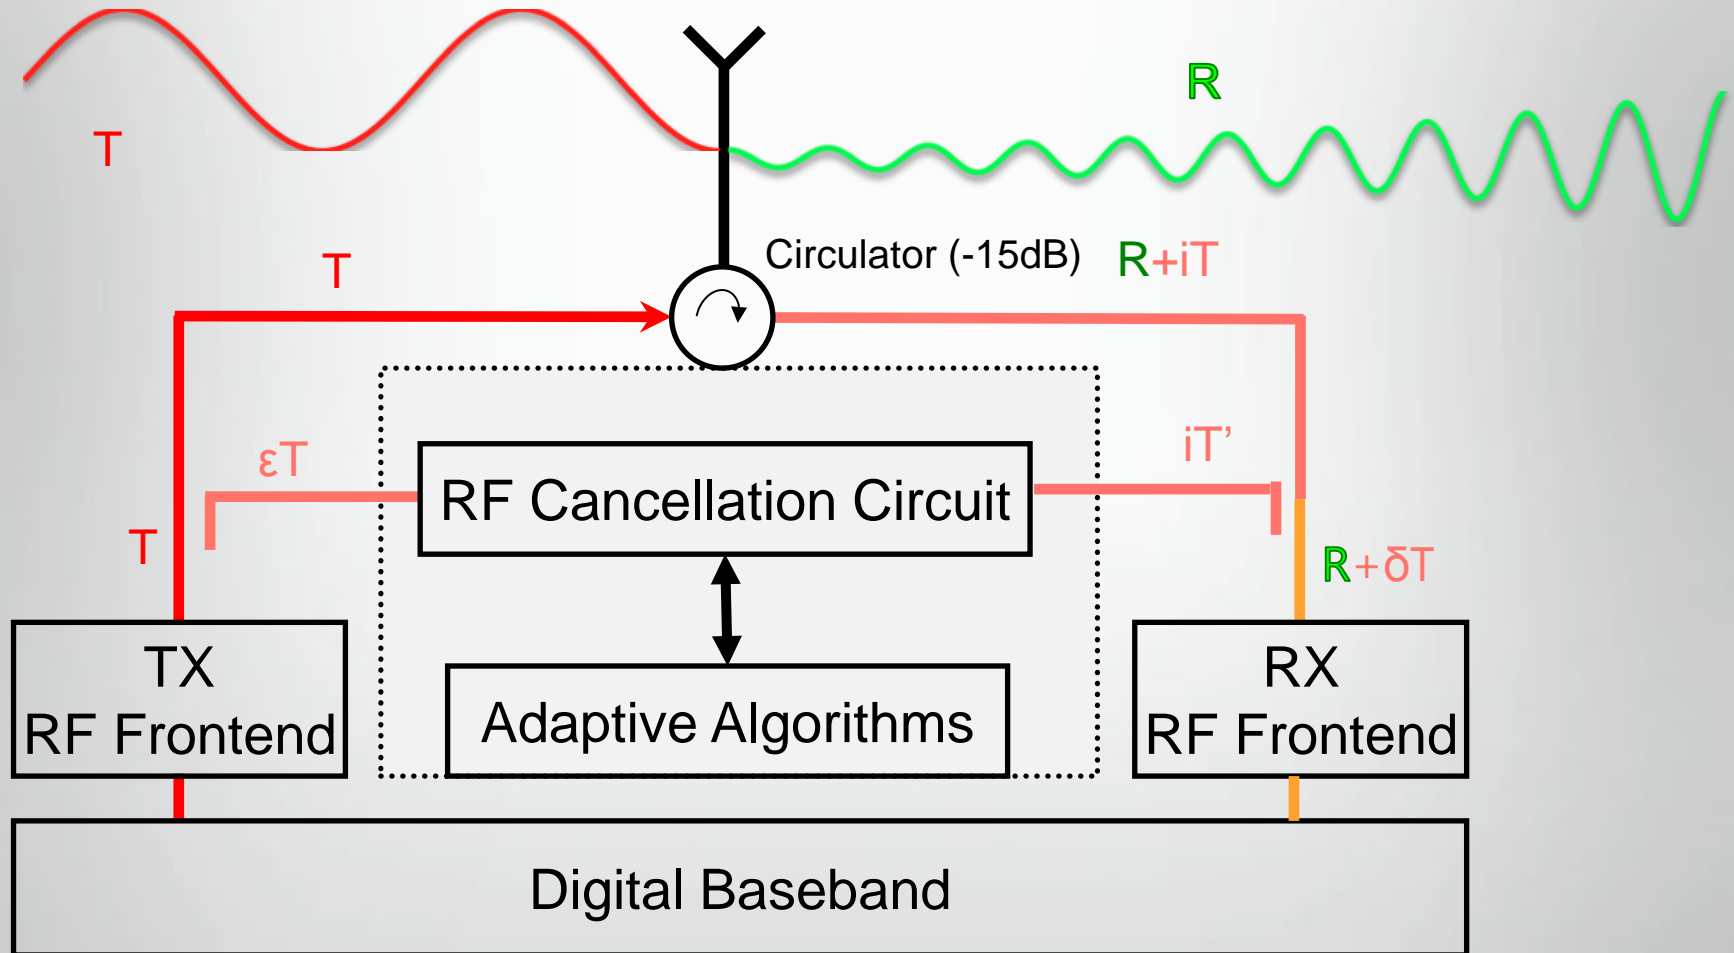 R
T
Circulator (-15dB)
R+iT
T
εT
iT’
RF Cancellation Circuit
T
R+δT
TX
RF Frontend
RX
RF Frontend
Adaptive Algorithms
Digital Baseband